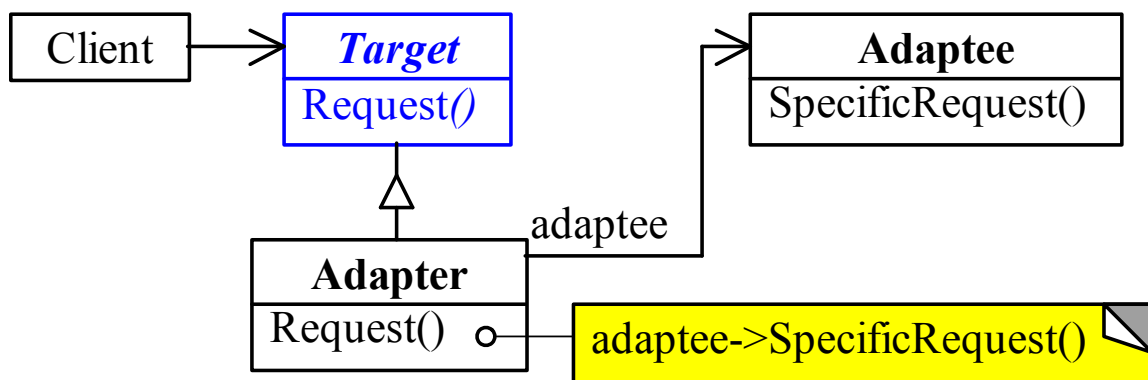 Client
Target
Request()
Adaptee
SpecificRequest()
adaptee
Adapter
Request()
adaptee->SpecificRequest()